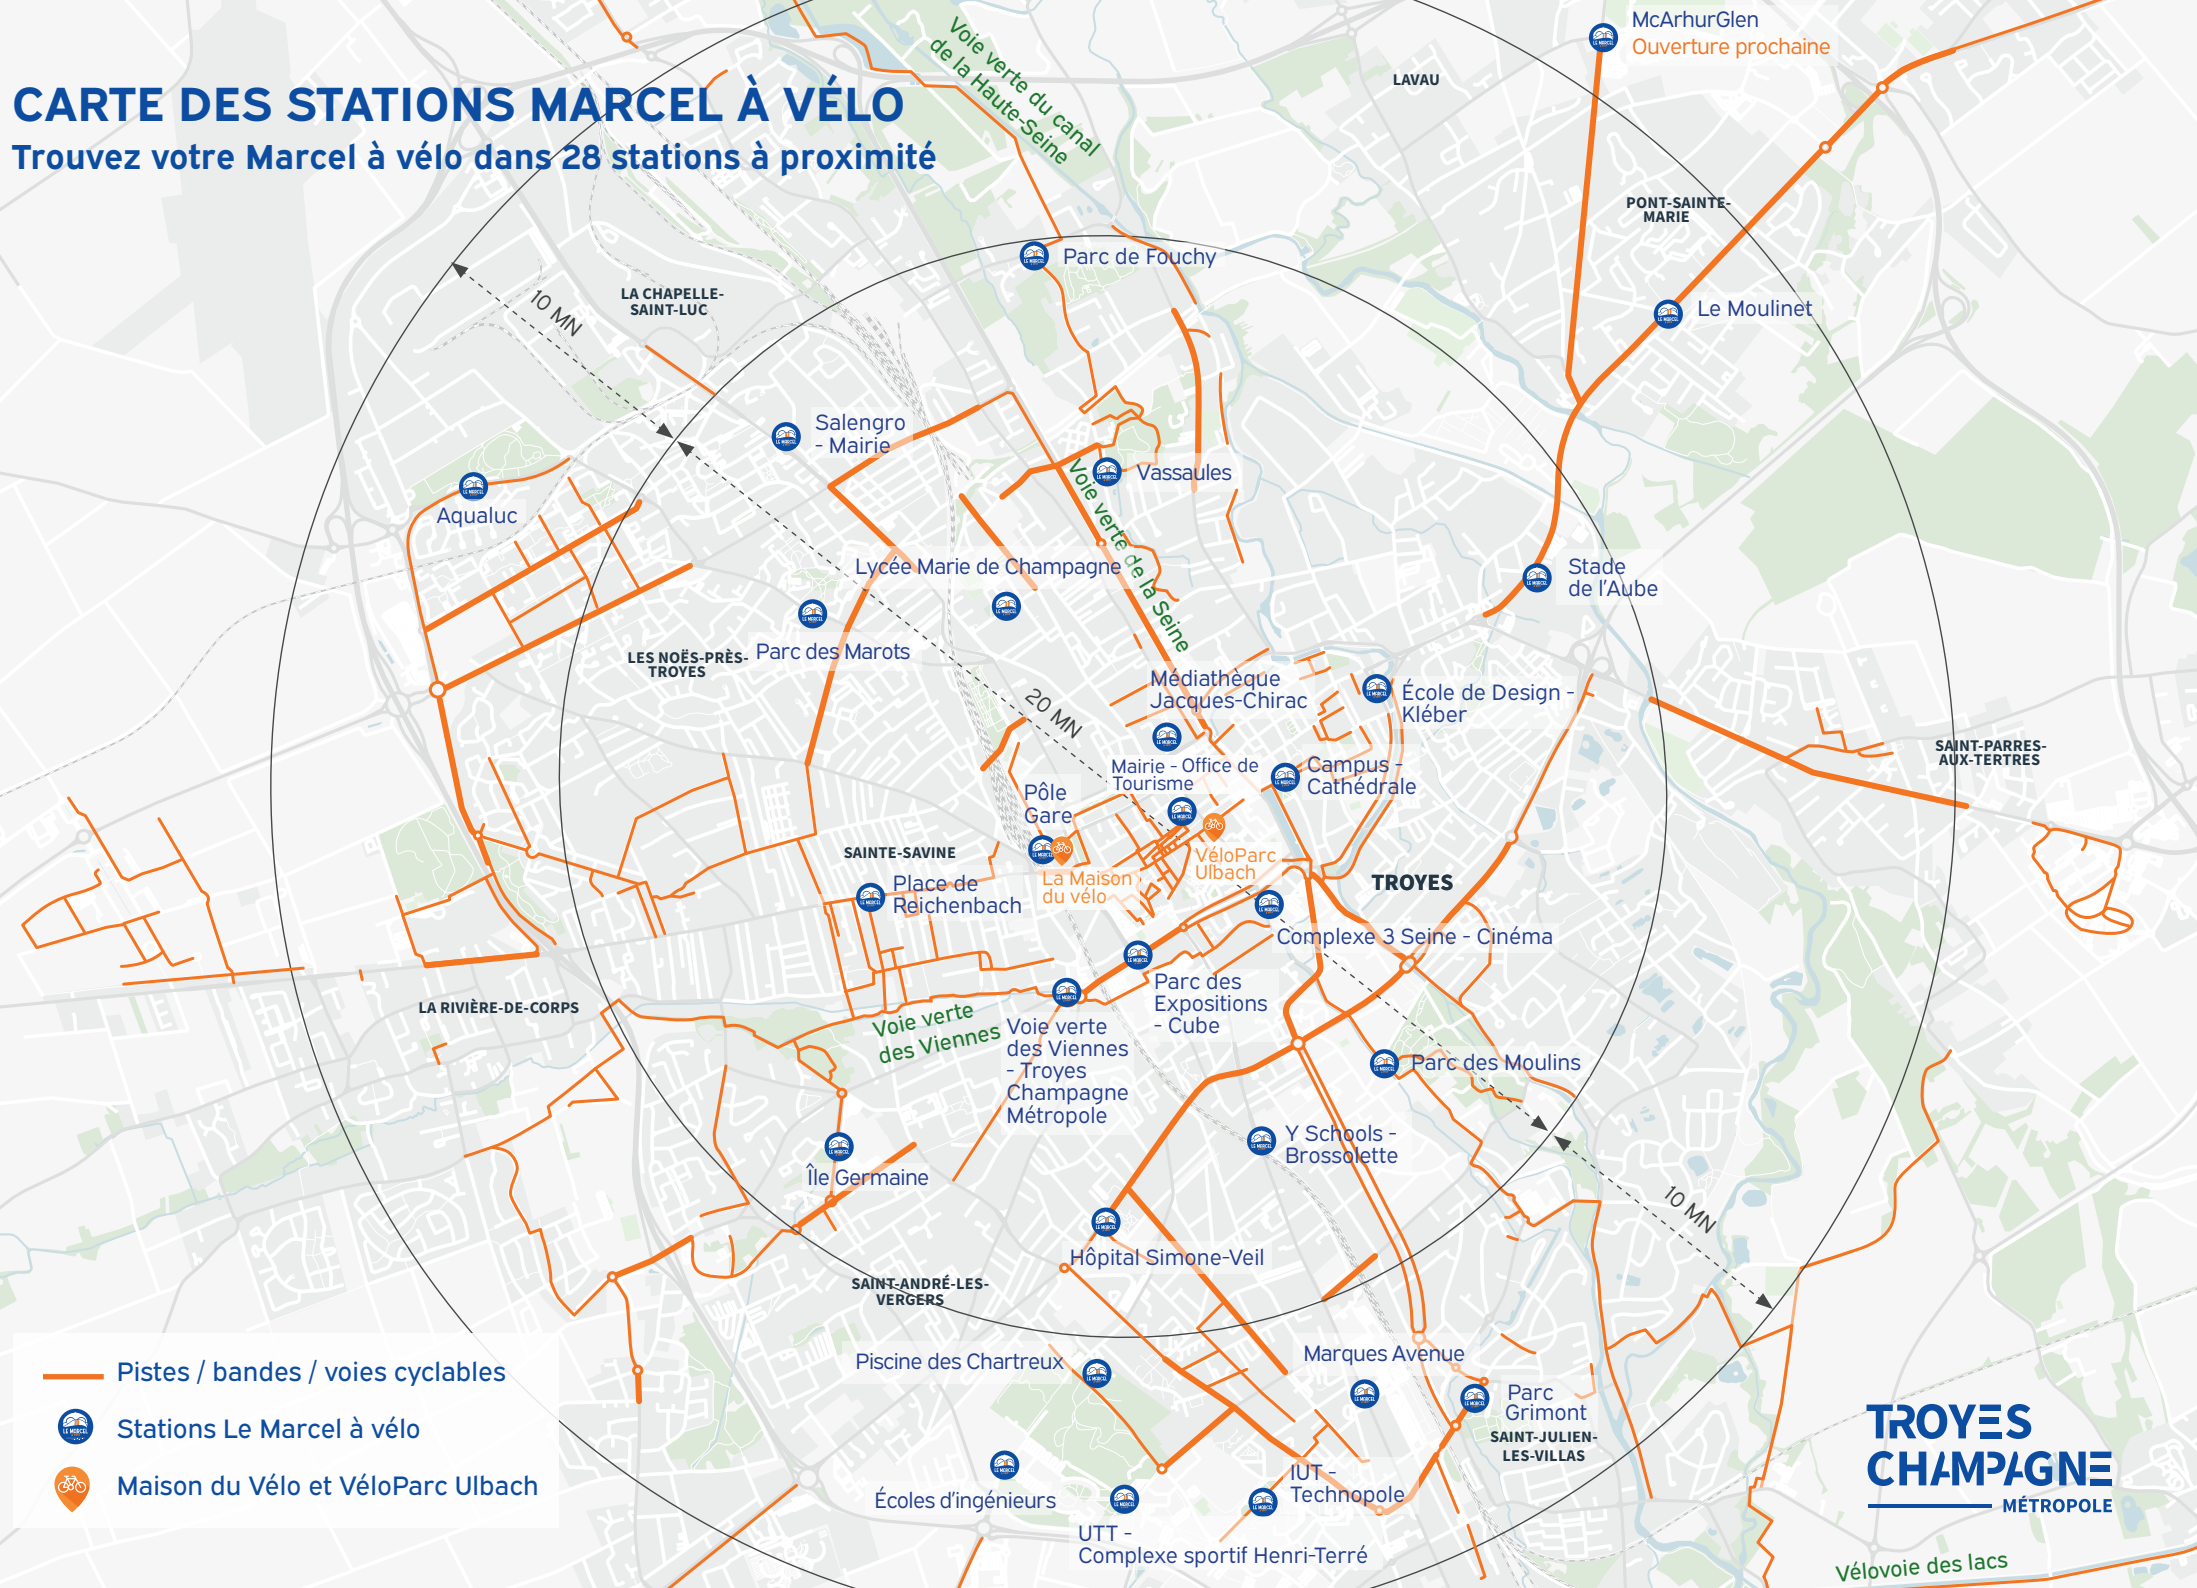 CARTE DES STATIONS MARCEL À VÉLO
Trouvez votre Marcel à vélo dans 28 stations à proximité
Voie verte du canal
de la Haute-Seine
McArhurGlen
Ouverture prochaine
LAVAU
PONT-SAINTE-
MARIE
Parc de Fouchy
Le Moulinet
10 MN
LA CHAPELLE-
SAINT-LUC
Salengro
- Mairie
Vassaules
Aqualuc
Voie verte de la Seine
Lycée Marie de Champagne
Stade
de l'Aube
LES NOËS-PRÈS-
TROYES
Parc des Marots
20 MN
Médiathèque
Jacques-Chirac
École de Design -
Kléber
SAINT-PARRES-
AUX-TERTRES
Mairie - Office de
Tourisme
Campus -
Cathédrale
Pôle
Gare
SAINTE-SAVINE
VéloParc
Ulbach
La Maison
du vélo
TROYES
Place de
Reichenbach
Complexe 3 Seine - Cinéma
LA RIVIÈRE-DE-CORPS
Parc des
Expositions
- Cube
Voie verte
des Viennes
Voie verte
des Viennes
- Troyes
Champagne
Métropole
Parc des Moulins
Y Schools -
Brossolette
Île Germaine
10 MN
Hôpital Simone-Veil
SAINT-ANDRÉ-LES-
VERGERS
Piscine des Chartreux
Marques Avenue
Parc
Grimont
SAINT-JULIEN-
LES-VILLAS
IUT -
Technopole
Écoles d'ingénieurs
UTT -
Complexe sportif Henri-Terré
Vélovoie des lacs
Pistes / bandes / voies cyclables
LE MARCEL
Stations Le Marcel à vélo
Maison du Vélo et VéloParc Ulbach
TROYES
CHAMPAGNE
MÉTROPOLE